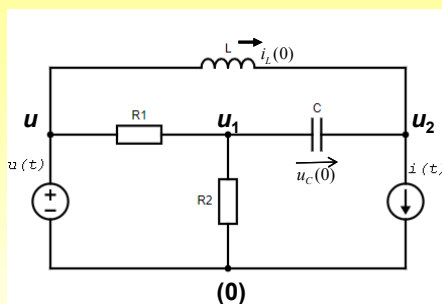 L
i_L(0)
u
R1
u₁
C
u₂
u(t)
+
−
R2
u_C(0)
i(t)
(0)